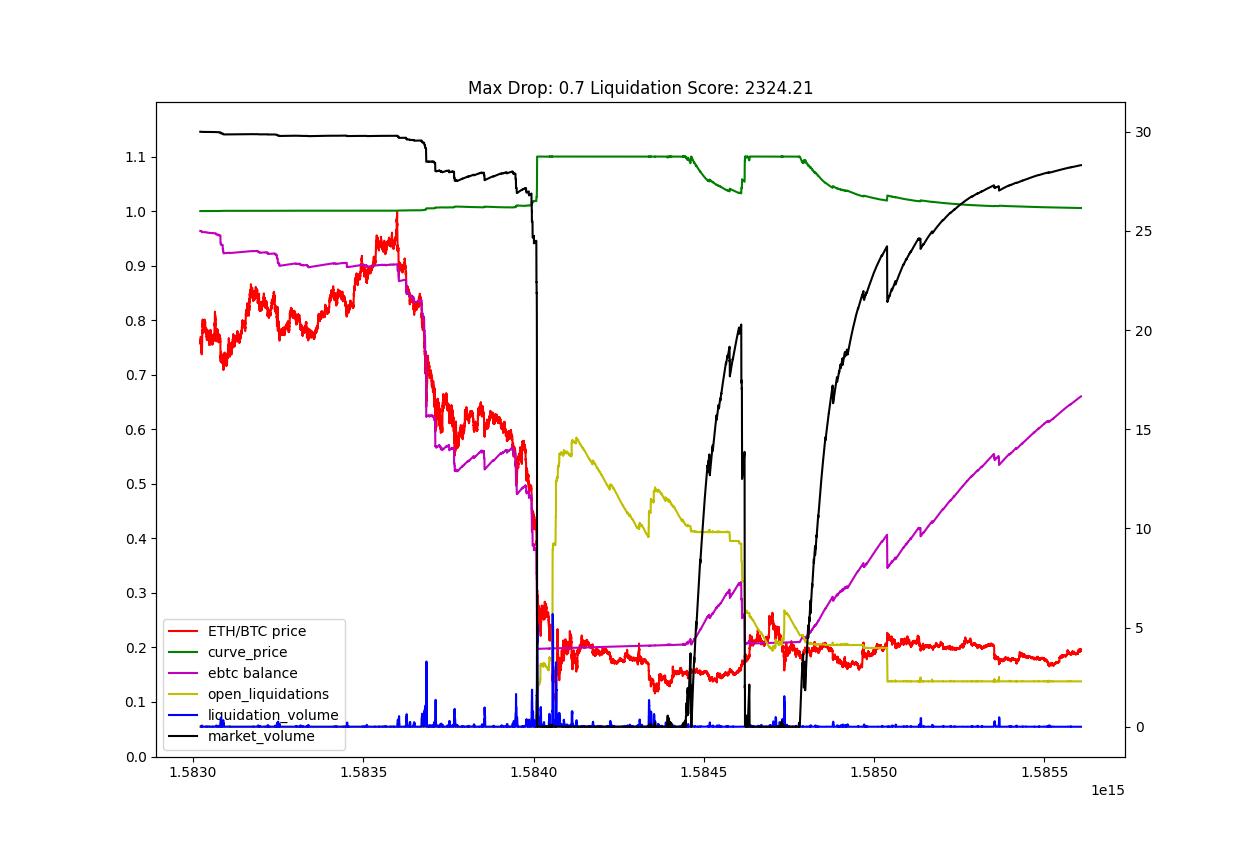 Max Drop: 0.7 Liquidation Score: 2324.21
1.1
1.0
0.9
0.8
0.7
0.6
0.5
0.4
0.3
0.2
0.1
0.0
30
25
20
15
10
5
0
ETH/BTC price
curve_price
ebtc balance
open_liquidations
liquidation_volume
market_volume
1.5830 1.5835 1.5840 1.5845 1.5850 1.5855
1e15